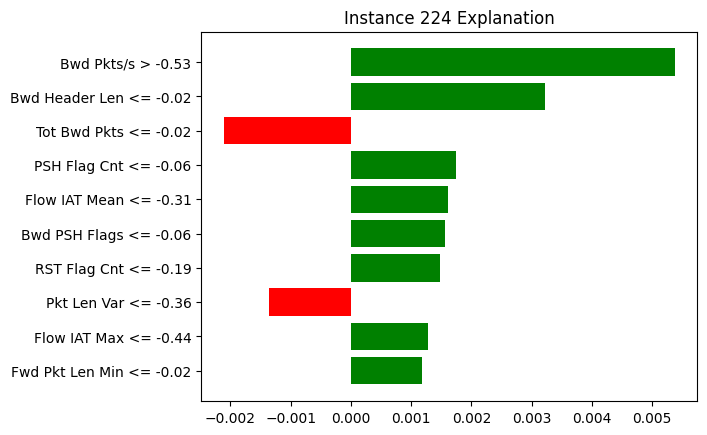 Instance 224 Explanation
Bwd Pkts/s > -0.53
Bwd Header Len <= -0.02
Tot Bwd Pkts <= -0.02
PSH Flag Cnt <= -0.06
Flow IAT Mean <= -0.31
Bwd PSH Flags <= -0.06
RST Flag Cnt <= -0.19
Pkt Len Var <= -0.36
Flow IAT Max <= -0.44
Fwd Pkt Len Min <= -0.02
−0.002 −0.001 0.000 0.001 0.002 0.003 0.004 0.005